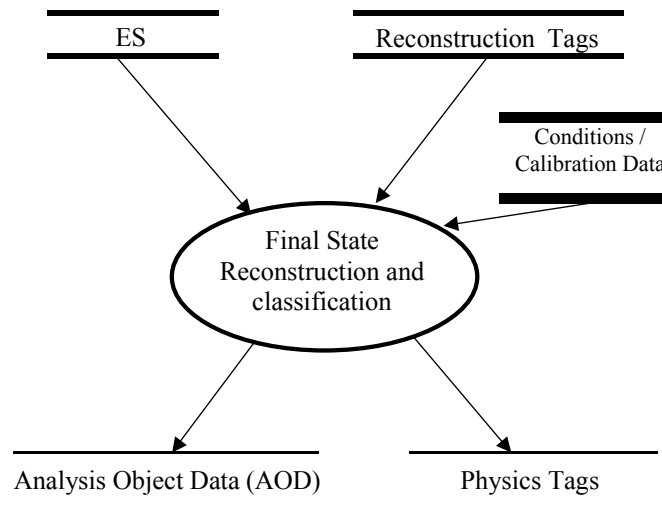 ES
Reconstruction Tags
Conditions /
Calibration Data
Final State
Reconstruction and
classification
Analysis Object Data (AOD)
Physics Tags